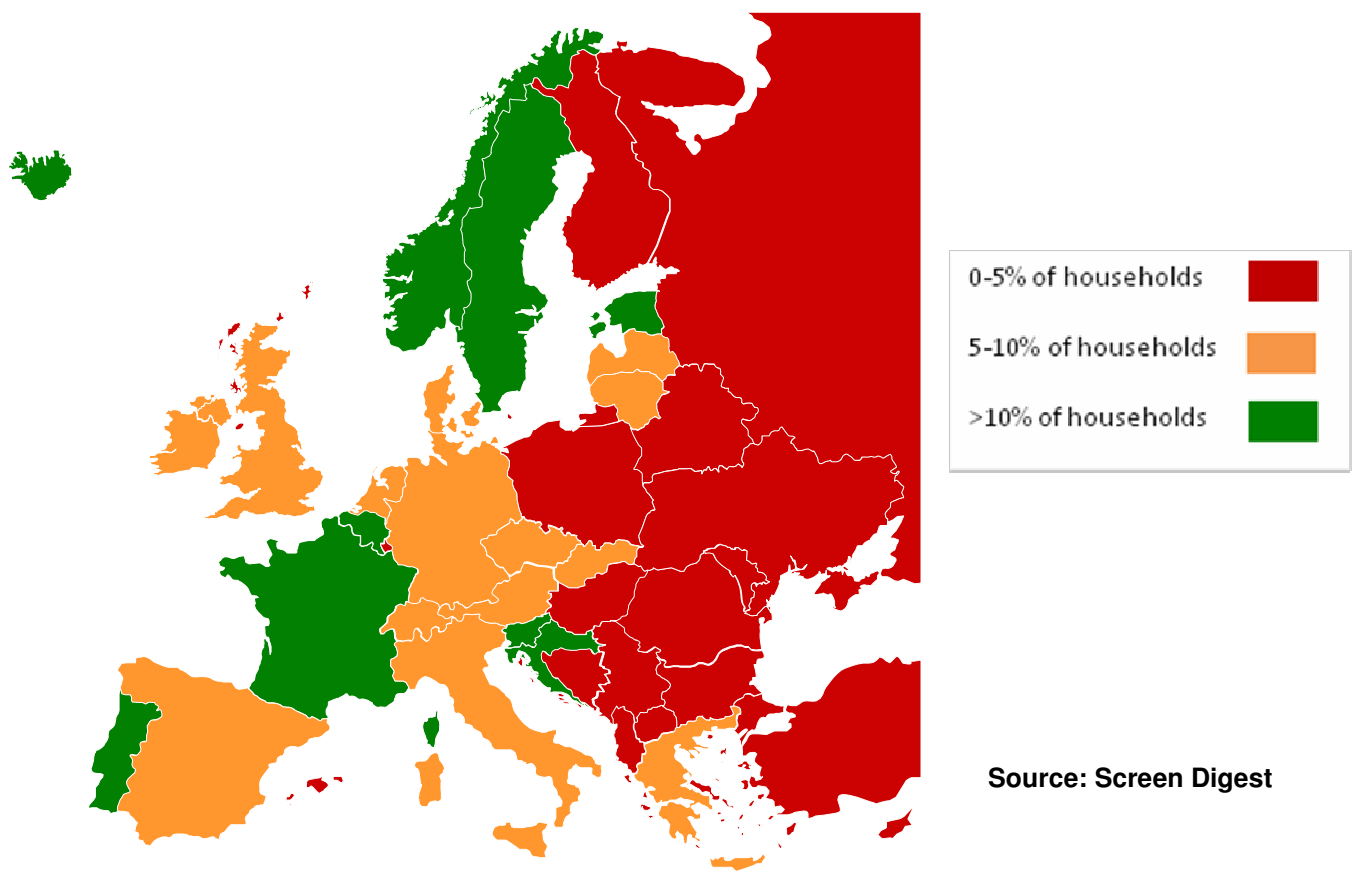 0-5% of households
5-10% of households
>10% of households
Source: Screen Digest